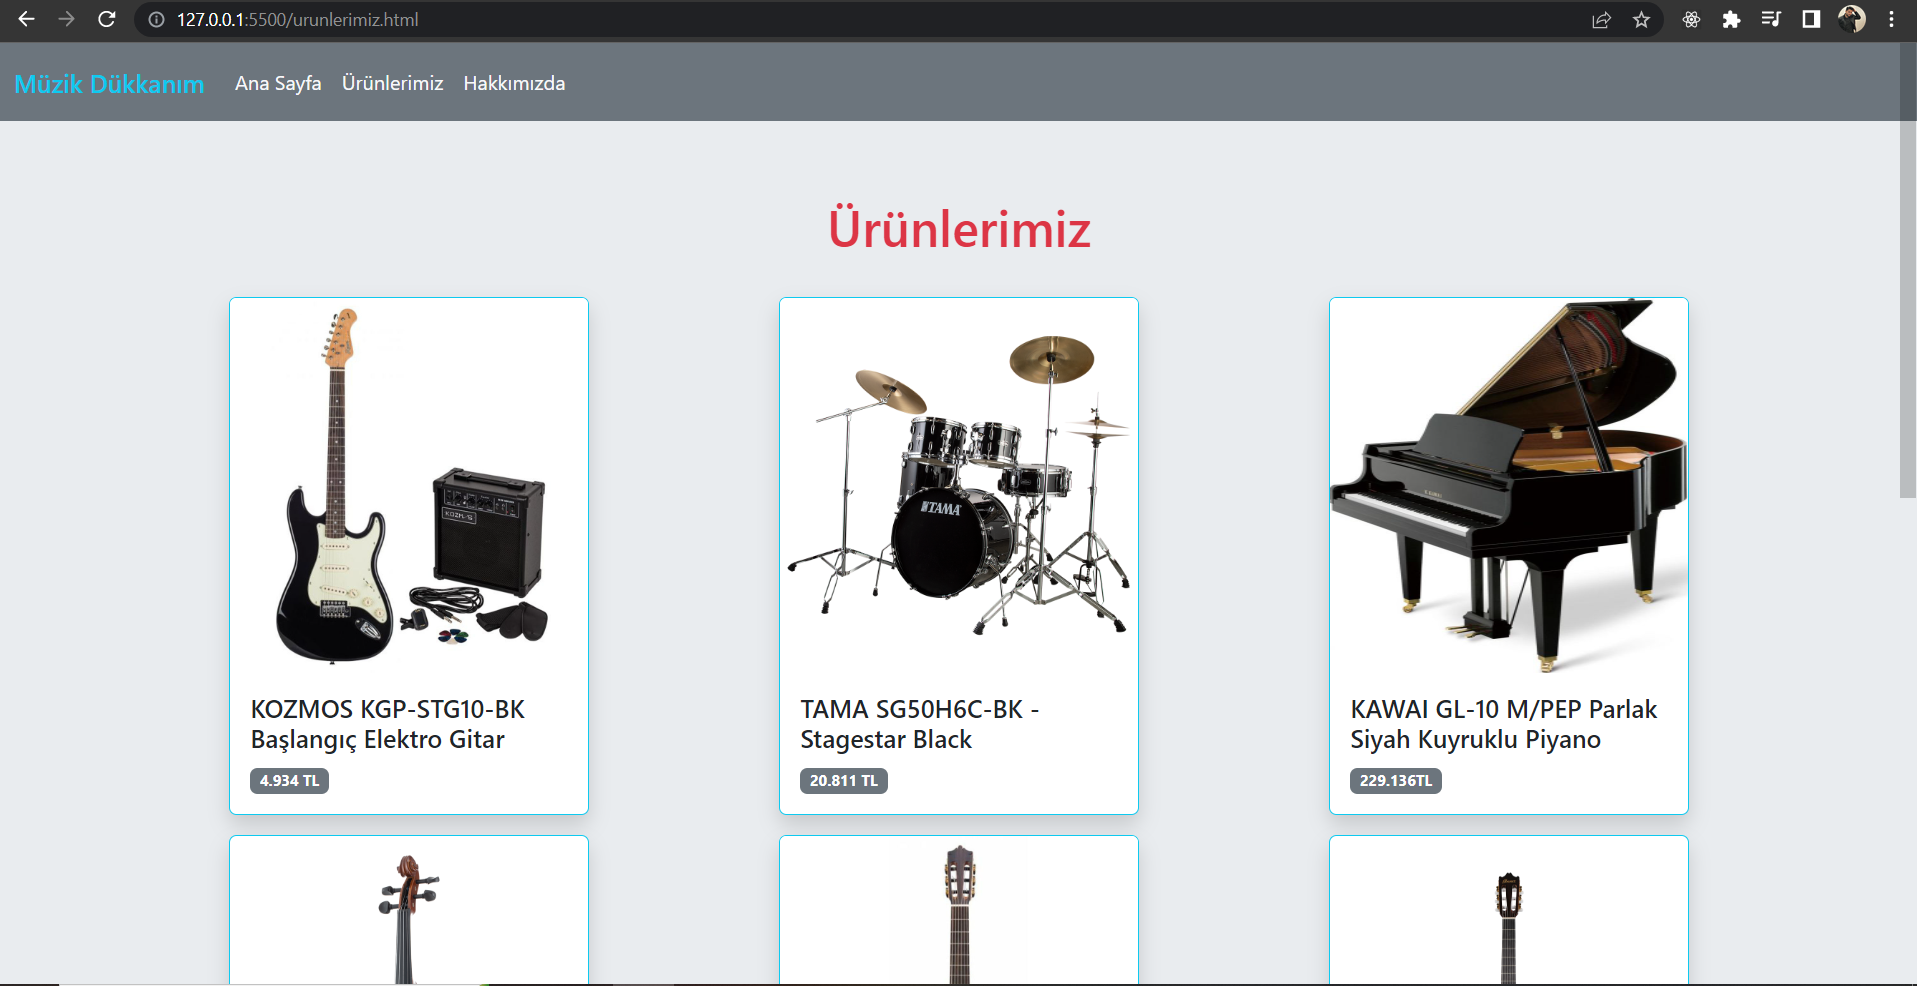 127.0.0.1:5500/urunlerimiz.html
Müzik Dükkanım Ana Sayfa Ürünlerimiz Hakkımızda
Ürünlerimiz
KOZM-S
TAMA
KOZMOS KGP-STG10-BK
Başlangıç Elektro Gitar
4.934 TL
TAMA SG50H6C-BK -
Stagestar Black
20.811 TL
KAWAI GL-10 M/PEP Parlak
Siyah Kuyruklu Piyano
229.136TL